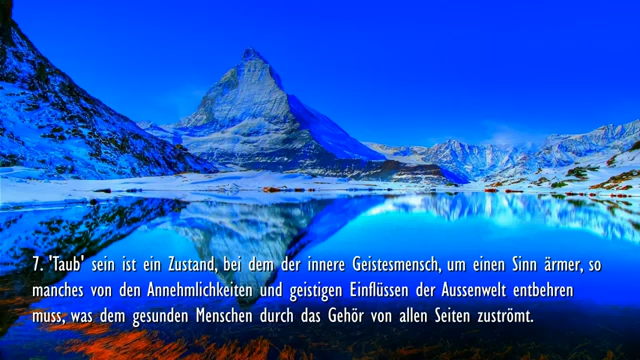 7. 'Taub' sein ist ein Zustand, bei dem der innere Geistesmensch, um einen Sinn ärmer, so
manches von den Annehmlichkeiten und geistigen Einflüssen der Aussenwelt entbehren
muss, was dem gesunden Menschen durch das Gehör von allen Seiten zuströmt.